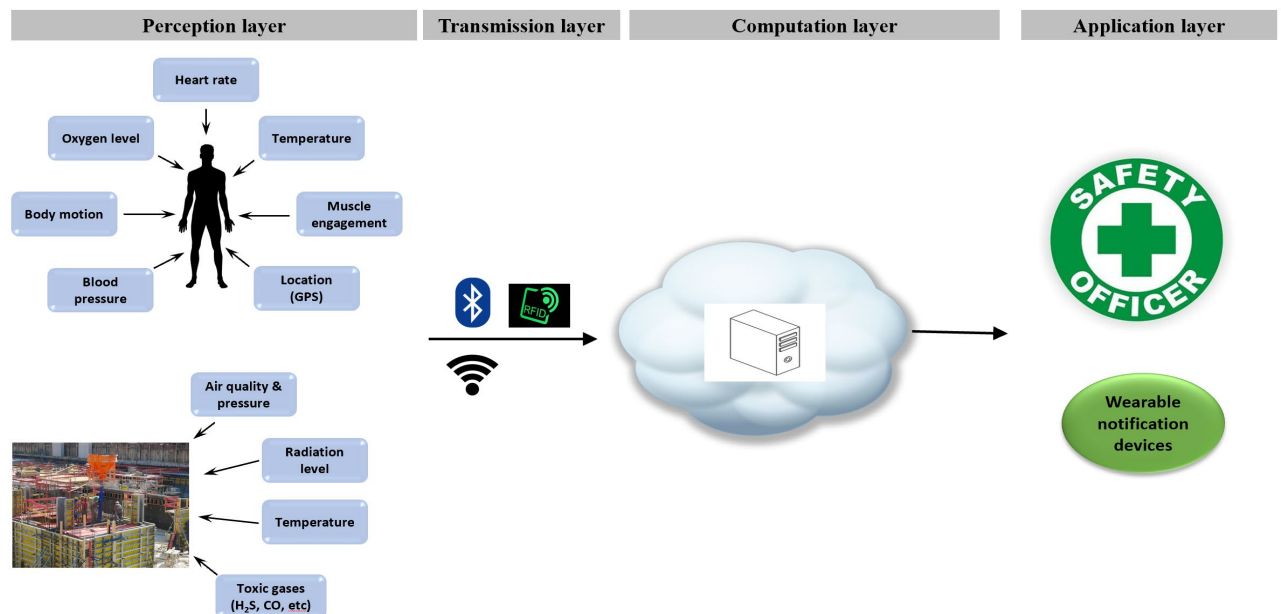 Perception layer
Transmission layer
Computation layer
Application layer
Heart rate
Oxygen level
Temperature
Body motion
Muscle
engagement
Blood
pressure
Location
(GPS)
RFID
SAFETY
OFFICER
Air quality &
pressure
Radiation
level
Temperature
Toxic gases
(H₂S, CO, etc)
Wearable
notification
devices